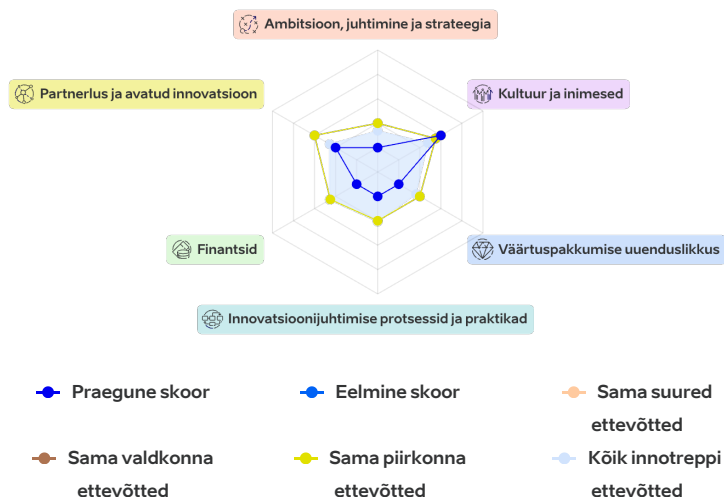 Ambitsioon, juhtimine ja strateegia
Partnerlus ja avatud innovatsioon
Kultuur ja inimesed
Finantsid
Väärtuspakkumise uuenduslikkus
Innovatsioonijuhtimise protsessid ja praktikad
Praegune skoor
Eelmine skoor
Sama suured
ettevõtted
Sama valdkonna
ettevõtted
Sama piirkonna
ettevõtted
Kõik innotreppi
ettevõtted